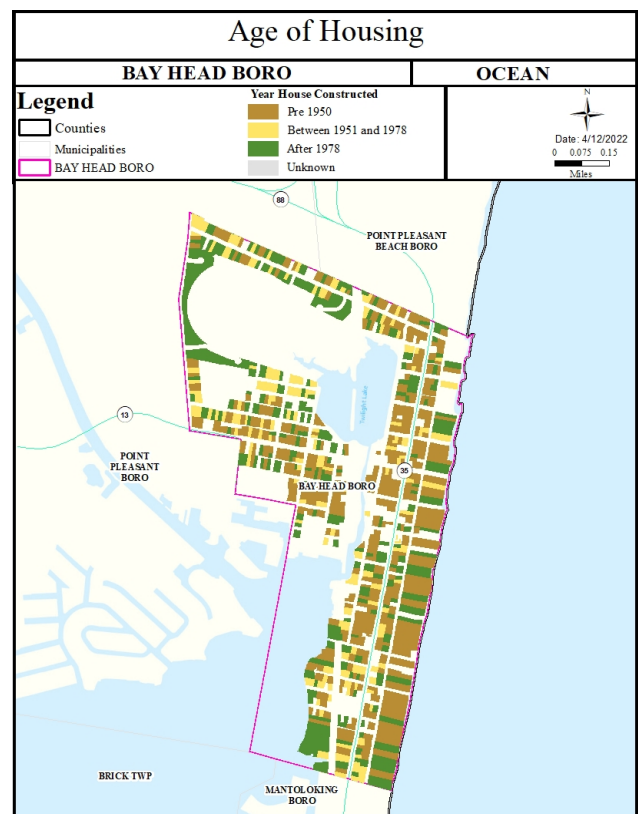 Age of Housing
BAY HEAD BORO
OCEAN
Legend
Counties
Municipalities
BAY HEAD BORO
Year House Constructed
Pre 1950
Between 1951 and 1978
After 1978
Unknown
N
Date: 4/12/2022
0 0.075 0.15
Miles
88
POINT PLEASANT
BEACH BORO
Twilight Lake
13
POINT
PLEASANT
BORO
35
BAY HEAD BORO
BRICK TWP
MANTOLOKING
BORO